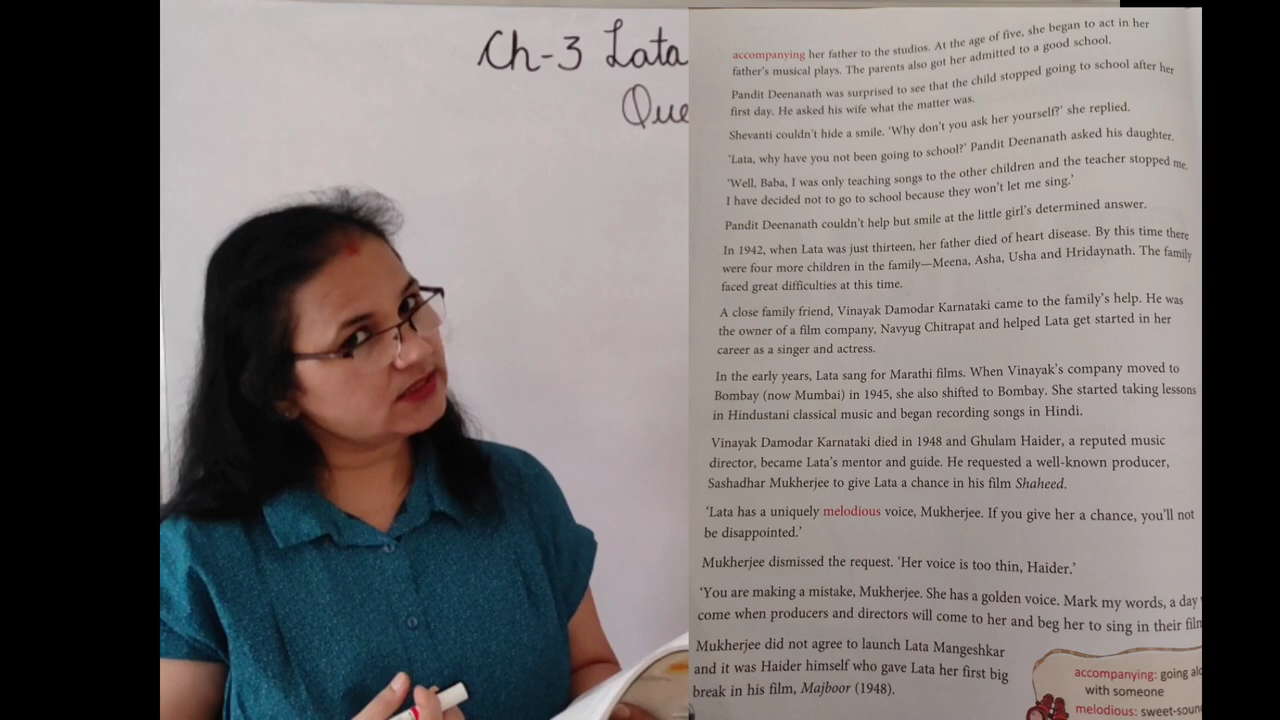 Ch-3 Lata
Que
accompanying her father to the studios. At the age of five, she began to act in her
father's musical plays. The parents also got her admitted to a good school.
Pandit Deenanath was surprised to see that the child stopped going to school after her
first day. He asked his wife what the matter was.
Shevanti couldn't hide a smile. 'Why don't you ask her yourself?' she replied.
'Lata, why have you not been going to school?' Pandit Deenanath asked his daughter.
'Well, Baba, I was only teaching songs to the other children and the teacher stopped me.
I have decided not to go to school because they won't let me sing.'
Pandit Deenanath couldn't help but smile at the little girl's determined answer.
In 1942, when Lata was just thirteen, her father died of heart disease. By this time there
were four more children in the family—Meena, Asha, Usha and Hridaynath. The family
faced great difficulties at this time.
A close family friend, Vinayak Damodar Karnataki came to the family's help. He was
the owner of a film company, Navyug Chitrapat and helped Lata get started in her
career as a singer and actress.
In the early years, Lata sang for Marathi films. When Vinayak's company moved to
Bombay (now Mumbai) in 1945, she also shifted to Bombay. She started taking lessons
in Hindustani classical music and began recording songs in Hindi.
Vinayak Damodar Karnataki died in 1948 and Ghulam Haider, a reputed music
director, became Lata's mentor and guide. He requested a well-known producer,
Sashadhar Mukherjee to give Lata a chance in his film Shaheed.
'Lata has a uniquely melodious voice, Mukherjee. If you give her a chance, you'll not
be disappointed.'
Mukherjee dismissed the request. 'Her voice is too thin, Haider.'
'You are making a mistake, Mukherjee. She has a golden voice. Mark my words, a day
come when producers and directors will come to her and beg her to sing in their film
Mukherjee did not agree to launch Lata Mangeshkar
and it was Haider himself who gave Lata her first big
break in his film, Majboor (1948).
accompanying: going alo
with someone
melodious: sweet-soun